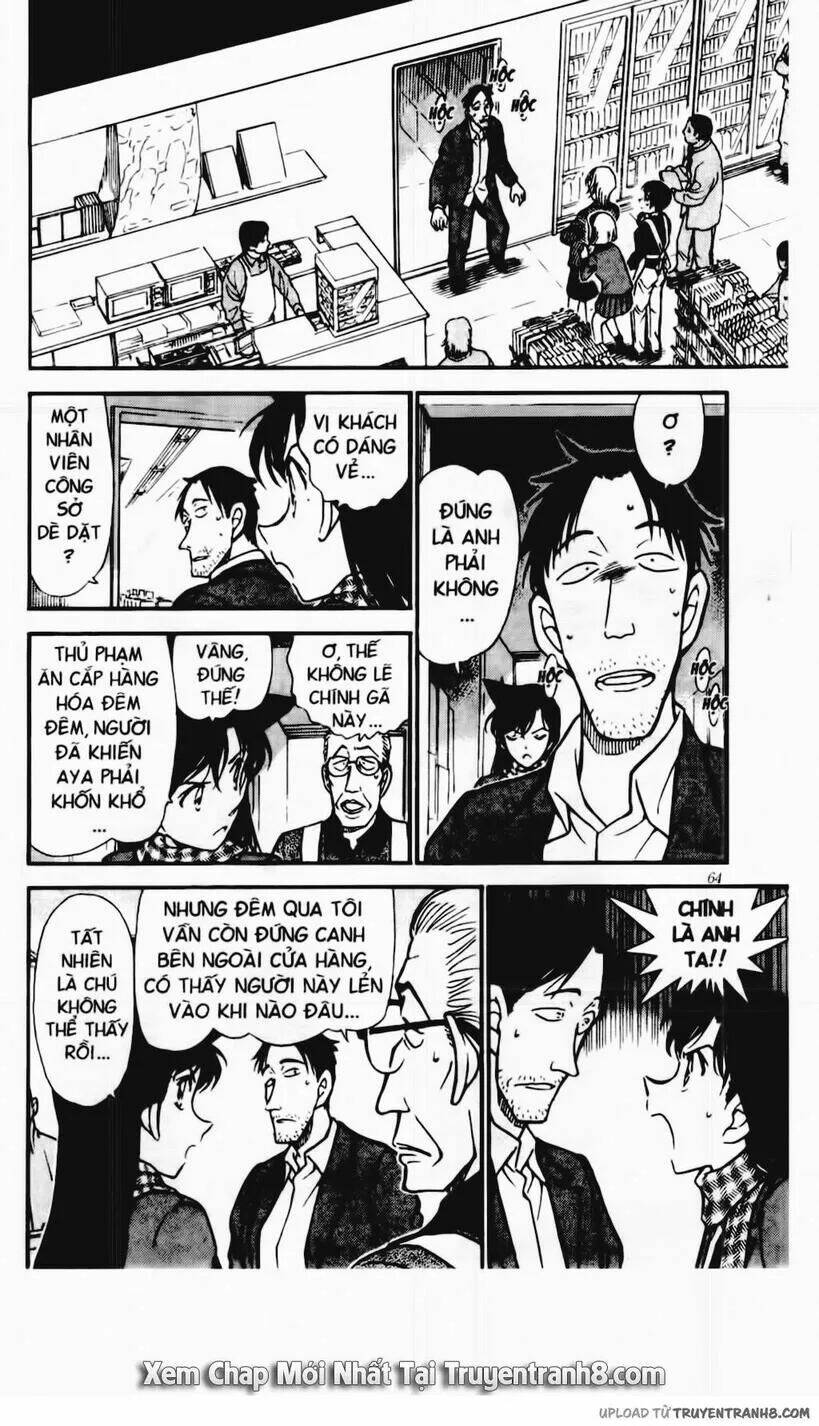 HỘC
HỘC
HỘC
Ơ
?
ĐÚNG
LÀ ANH
PHẢI
KHÔNG
...
HỘC
HỘC
HỘC
VỊ KHÁCH
CÓ DÁNG
VẺ...
MỘT
NHÂN
VIÊN
CÔNG
SỞ
DÈ DẶT
?
Ơ, THẾ
KHÔNG LẼ
CHÍNH GÃ
NÀY...
VÂNG,
ĐÚNG
THẾ!
THỦ PHẠM
ĂN CẮP HÀNG
HÓA ĐÊM
ĐÊM, NGƯỜI
ĐÃ KHIẾN
AYA PHẢI
KHỐN KHỔ
...
64
CHÍNH
LÀ ANH
TA!!
NHƯNG ĐÊM QUA TÔI
VẪN CÒN ĐỨNG CANH
BÊN NGOÀI CỬA HÀNG,
CÓ THẤY NGƯỜI NÀY LẺN
VÀO KHI NÀO ĐÂU...
TẤT
NHIÊN
LÀ CHÚ
KHÔNG
THỂ THẤY
RỒI...
Xem Chap Mới Nhất Tại Truyentranh8.com
UPLOAD TỪ TRUYENTRANH8.COM